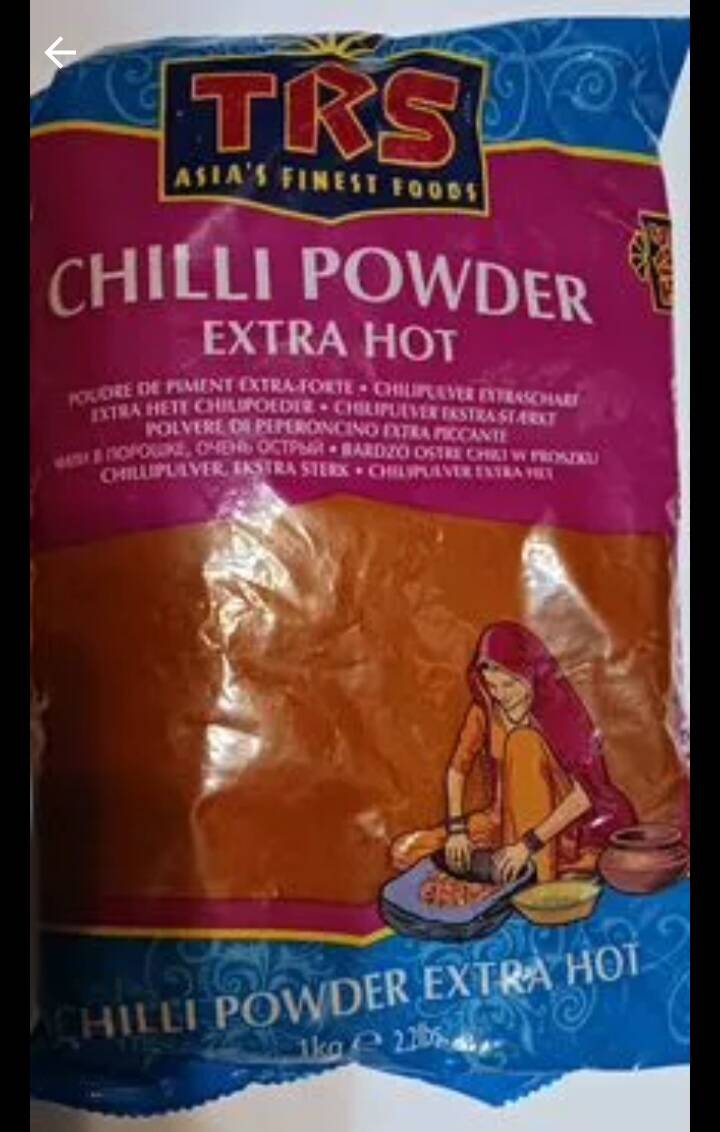 TRS
ASIA'S FINEST FOODS
CHILLI POWDER
EXTRA HOT
POUDRE DE PIMENT EXTRA-FORTE • CHILIPULVER EXTRASCHARF
EXTRA HETE CHILIPOEDER • CHILIPULVER EKSTRA STÆRKT
POLVERE DI PEPERONCINO EXTRA PICCANTE
ЧИЛИ В ПОРОШКЕ, ОЧЕНЬ ОСТРЫЙ • BARDZO OSTRE CHILI W PROSZKU
CHILLIPULVER, EKSTRA STERK • CHILIPULVER EXTRA HET
CHILLI POWDER EXTRA HOT
1kg ℮ 2.2lbs